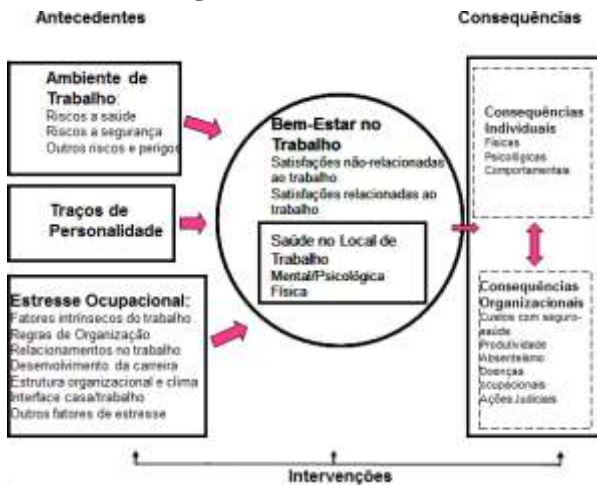 Antecedentes
Consequências
Ambiente de
Trabalho:
Riscos a saúde
Riscos a segurança
Outros riscos e perigos
Traços de
Personalidade
Estresse Ocupacional:
Fatores intrínsecos do trabalho
Regras de Organização
Relacionamentos no trabalho
Desenvolvimento da carreira
Estrutura organizacional e clima
Interface casa/trabalho
Outros fatores de estresse
Bem-Estar no
Trabalho
Satisfações não-relacionadas
ao trabalho
Satisfações relacionadas ao
trabalho
Saúde no Local de
Trabalho
Mental/Psicológica
Física
Consequências
Individuais
Físicas
Psicológicas
Comportamentais
Consequências
Organizacionais
Custos com seguro-
saúde
Produtividade
Absenteísmo
Doenças
ocupacionais
Ações Judiciais
Intervenções